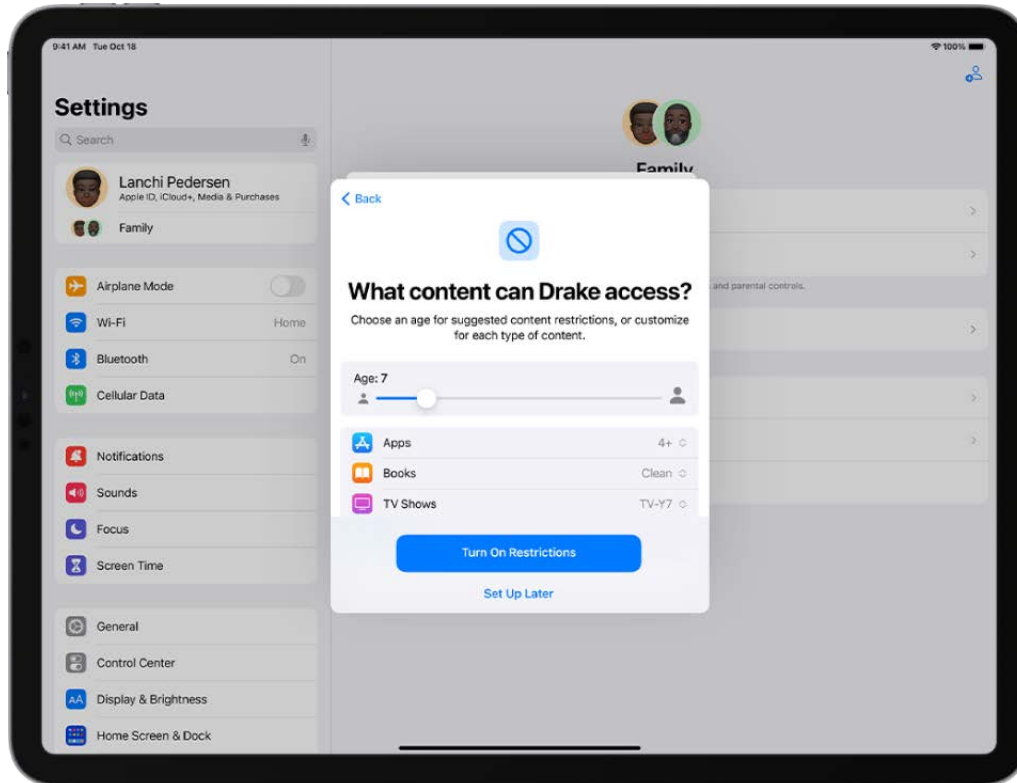 9:41 AM Tue Oct 18
100%
Settings
Search
Lanchi Pedersen
Apple ID, iCloud+, Media & Purchases
Family
Airplane Mode
Wi-Fi Home
Bluetooth On
Cellular Data
Notifications
Sounds
Focus
Screen Time
General
Control Center
AA Display & Brightness
Home Screen & Dock
Family
and parental controls.
Back
What content can Drake access?
Choose an age for suggested content restrictions, or customize
for each type of content.
Age: 7
Apps 4+
Books Clean
TV Shows TV-Y7
Turn On Restrictions
Set Up Later